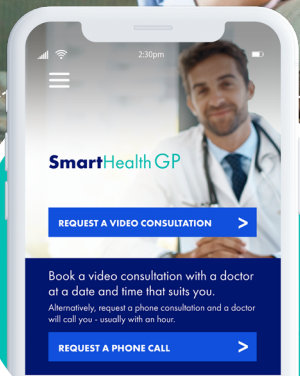 2:30pm
SmartHealth GP
REQUEST A VIDEO CONSULTATION >
Book a video consultation with a doctor
at a date and time that suits you.
Alternatively, request a phone consultation and a doctor
will call you - usually with an hour.
REQUEST A PHONE CALL >